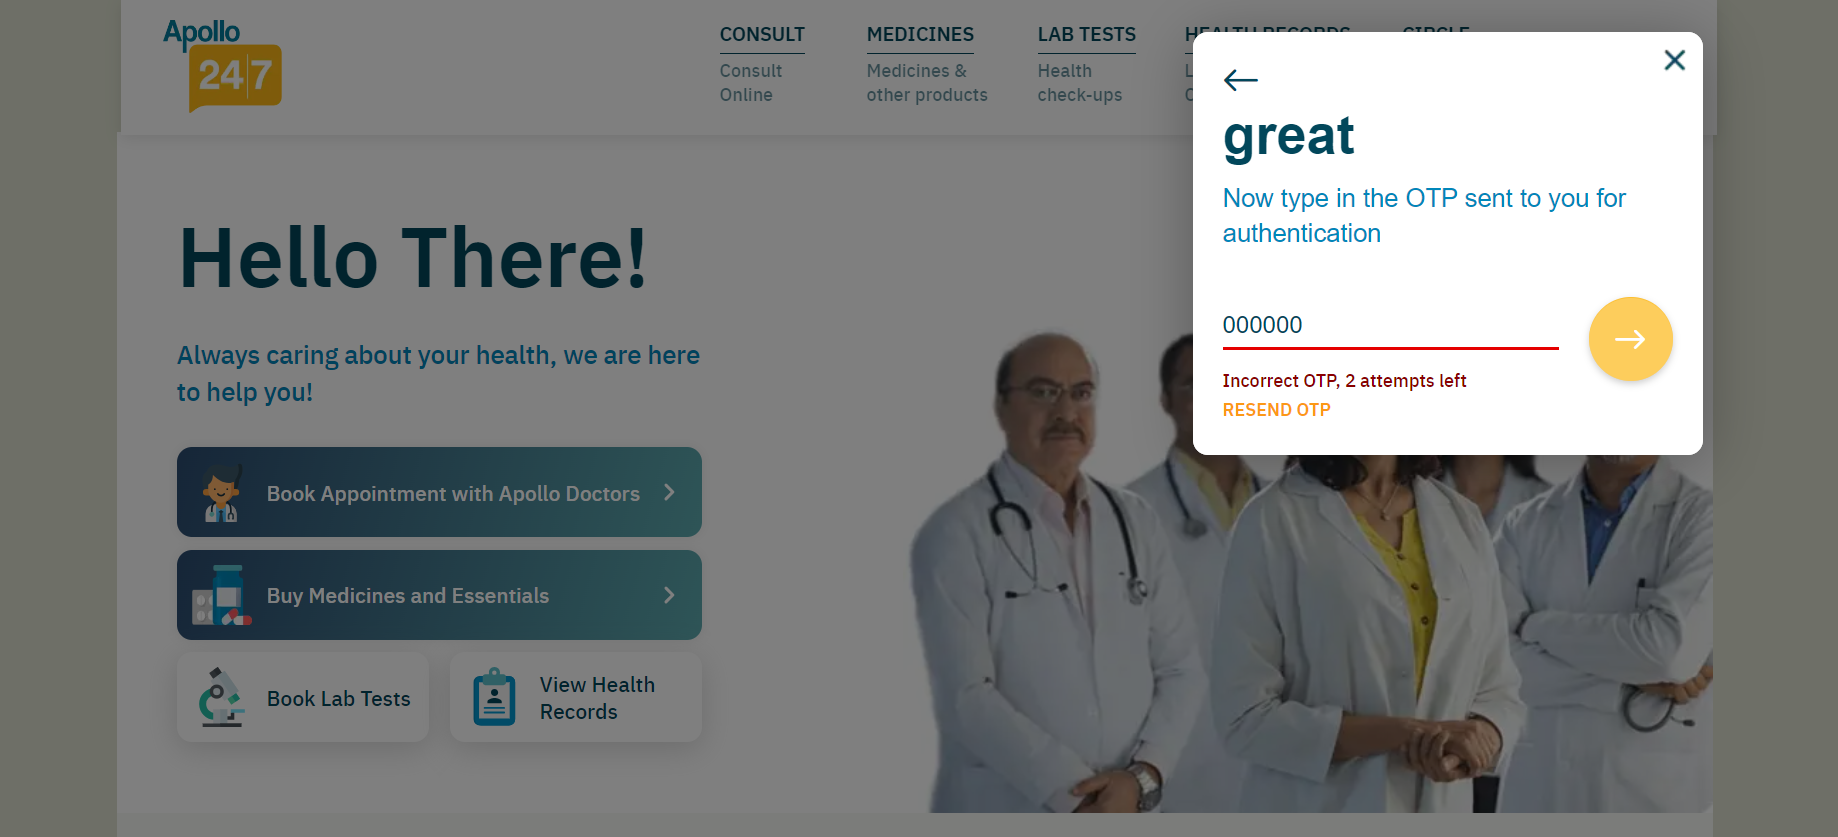 Apollo
24|7
CONSULT
Consult
Online
MEDICINES
Medicines &
other products
LAB TESTS
Health
check-ups
HEALTH RECORDS
CIRCLE
great
Now type in the OTP sent to you for
authentication
000000
Incorrect OTP, 2 attempts left
RESEND OTP
Hello There!
Always caring about your health, we are here
to help you!
Book Appointment with Apollo Doctors
Buy Medicines and Essentials
Book Lab Tests
View Health
Records